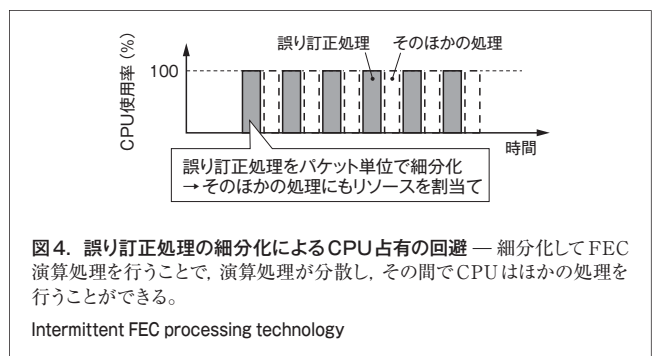 誤り訂正処理 そのほかの処理
100
CPU使用率(%)
時間
誤り訂正処理をパケット単位で細分化
→そのほかの処理にもリソースを割当て
図4. 誤り訂正処理の細分化によるCPU占有の回避 — 細分化してFEC
演算処理を行うことで, 演算処理が分散し, その間でCPUはほかの処理を
行うことができる。
Intermittent FEC processing technology